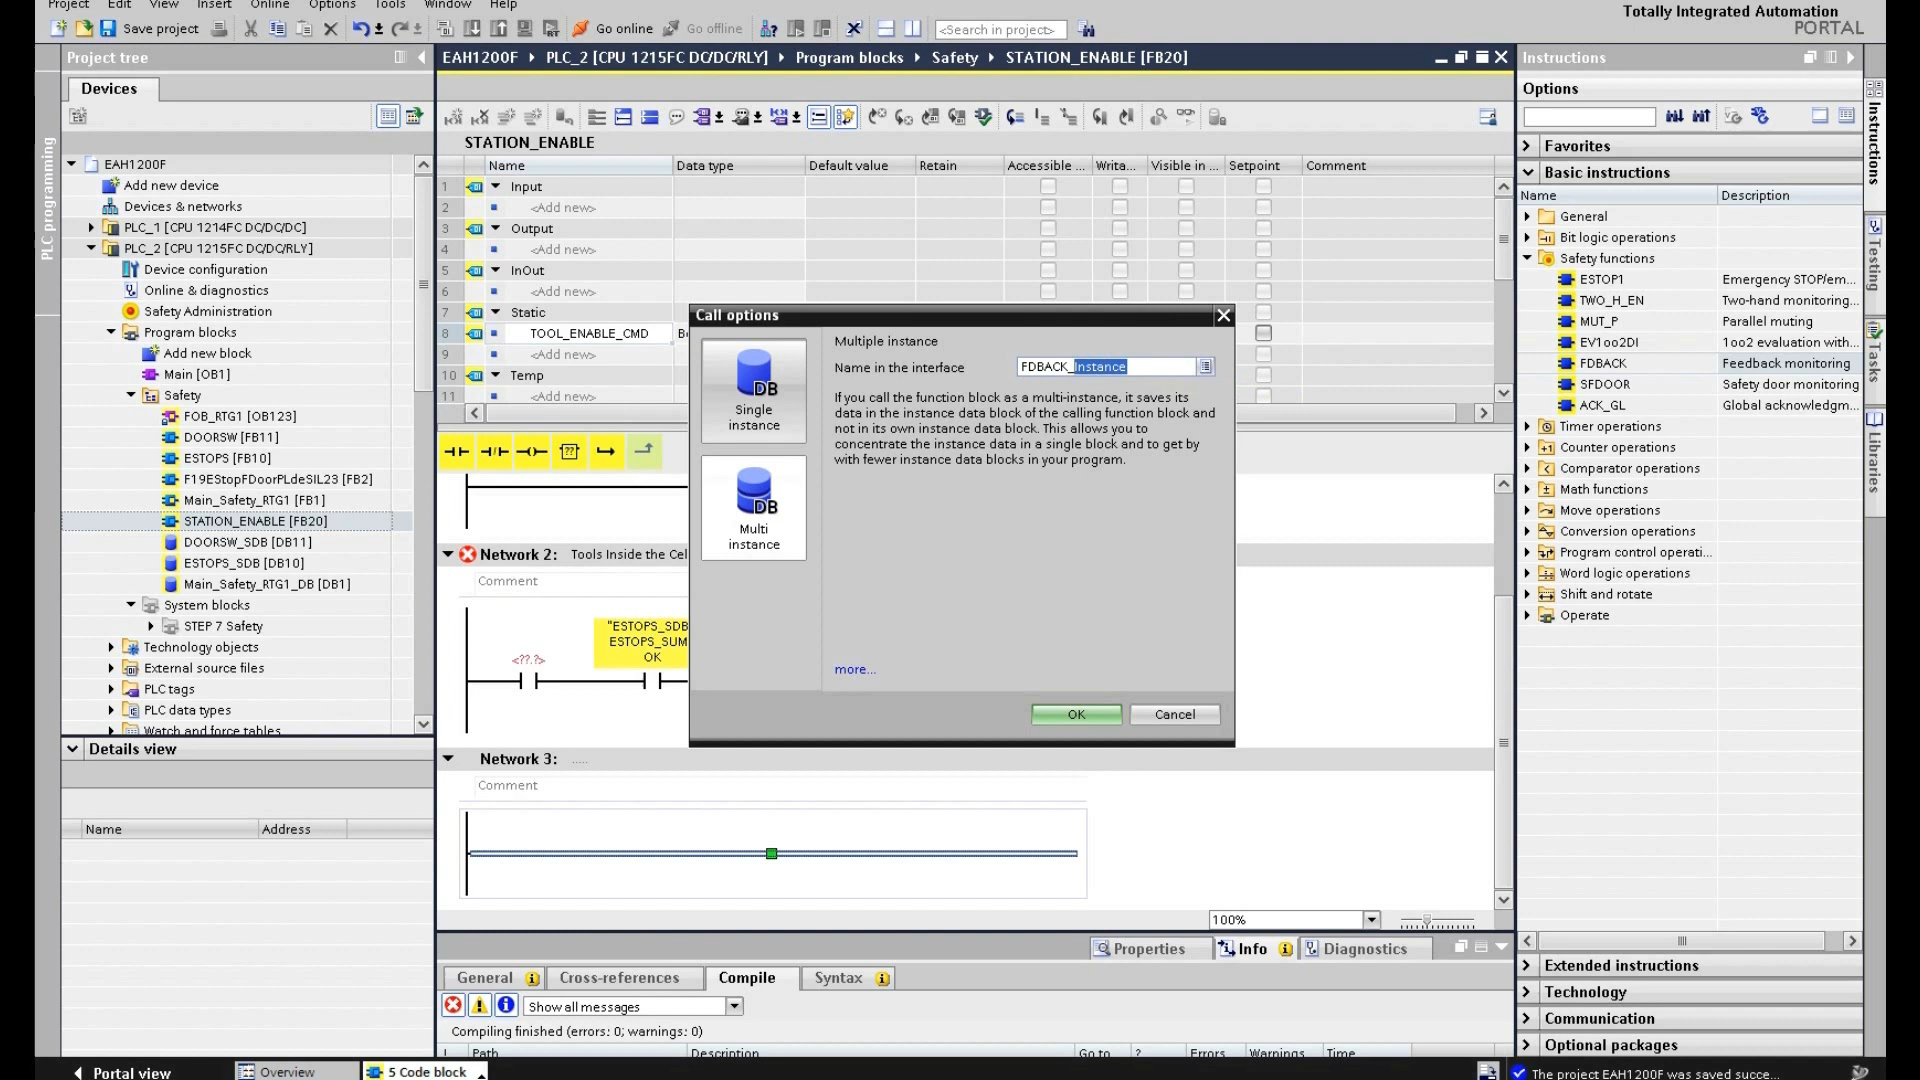 Project Edit View Insert Online Options Tools Window Help
Totally Integrated Automation
PORTAL
Save project
Go online
Go offline
<Search in project>
Project tree
Devices
PLC programming
EAH1200F
Add new device
Devices & networks
PLC_1 [CPU 1214FC DC/DC/DC]
PLC_2 [CPU 1215FC DC/DC/RLY]
Device configuration
Online & diagnostics
Safety Administration
Program blocks
Add new block
Main [OB1]
Safety
FOB_RTG1 [OB123]
DOORSW [FB11]
ESTOPS [FB10]
F19EStopFDoorPLdeSIL23 [FB2]
Main_Safety_RTG1 [FB1]
STATION_ENABLE [FB20]
DOORSW_SDB [DB11]
ESTOPS_SDB [DB10]
Main_Safety_RTG1_DB [DB1]
System blocks
STEP 7 Safety
Technology objects
External source files
PLC tags
PLC data types
Watch and force tables
Details view
Name Address
EAH1200F PLC_2 [CPU 1215FC DC/DC/RLY] Program blocks Safety STATION_ENABLE [FB20]
STATION_ENABLE
Name Data type Default value Retain Accessible ... Writa... Visible in ... Setpoint Comment
1 Input
2 <Add new>
3 Output
4 <Add new>
5 InOut
6 <Add new>
7 Static
8 TOOL_ENABLE_CMD
9 <Add new>
10 Temp
11 <Add new>
Call options
Single
instance
Multi
instance
DB
DB
Multiple instance
Name in the interface FDBACK_Instance
If you call the function block as a multi-instance, it saves its
data in the instance data block of the calling function block and
not in its own instance data block. This allows you to
concentrate the instance data in a single block and to get by
with fewer instance data blocks in your program.
more...
OK Cancel
Network 2: Tools Inside the Cel
Comment
<??.?>
"ESTOPS_SDB
ESTOPS_SUM
OK
Network 3: .....
Comment
100%
Properties Info Diagnostics
General Cross-references Compile Syntax
Show all messages
Compiling finished (errors: 0; warnings: 0)
! Path Description Go to ? Errors Warnings Time
Instructions
Options
Favorites
Basic instructions
Name Description
General
Bit logic operations
Safety functions
ESTOP1 Emergency STOP/em...
TWO_H_EN Two-hand monitoring...
MUT_P Parallel muting
EV1oo2DI 1oo2 evaluation with...
FDBACK Feedback monitoring
SFDOOR Safety door monitoring
ACK_GL Global acknowledgm...
Timer operations
Counter operations
Comparator operations
Math functions
Move operations
Conversion operations
Program control operati...
Word logic operations
Shift and rotate
Operate
Extended instructions
Technology
Communication
Optional packages
Instructions
Testing
Tasks
Libraries
Portal view
Overview
5 Code block
The project EAH1200F was saved succe...